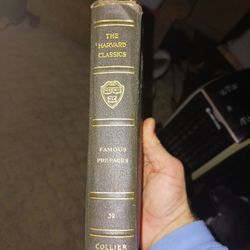 THE
HARVARD
CLASSICS
FAMOUS
PREFACES
39
COLLIER